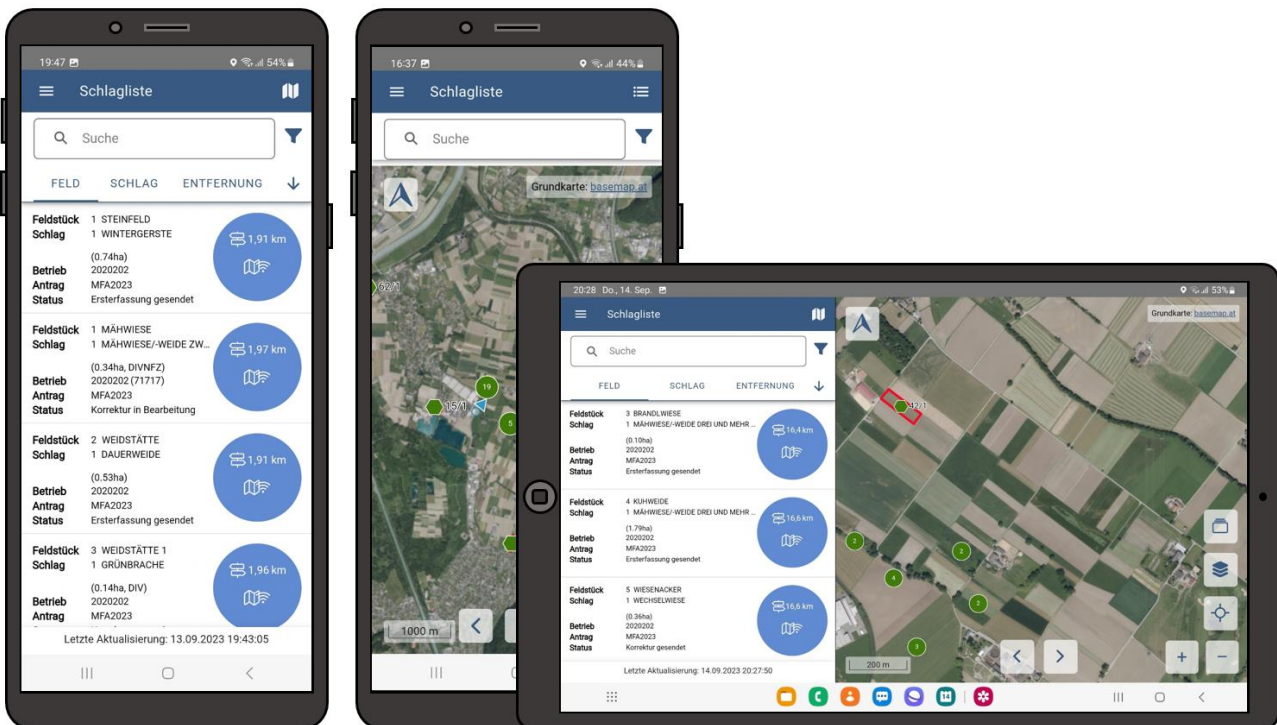 19:47 54%
Schlagliste
Suche
FELD SCHLAG ENTFERNUNG
Feldstück 1 STEINFELD
Schlag 1 WINTERGERSTE
1,91 km
(0.74ha)
Betrieb 2020202
Antrag MFA2023
Status Ersterfassung gesendet
Feldstück 1 MÄHWIESE
Schlag 1 MÄHWIESE/-WEIDE ZW...
1,97 km
(0.34ha, DIVNFZ)
Betrieb 2020202 (71717)
Antrag MFA2023
Status Korrektur in Bearbeitung
Feldstück 2 WEIDSTÄTTE
Schlag 1 DAUERWEIDE
1,91 km
(0.53ha)
Betrieb 2020202
Antrag MFA2023
Status Ersterfassung gesendet
Feldstück 3 WEIDSTÄTTE 1
Schlag 1 GRÜNBRACHE
1,96 km
(0.14ha, DIV)
Betrieb 2020202
Antrag MFA2023
Letzte Aktualisierung: 13.09.2023 19:43:05
16:37 44%
Schlagliste
Suche
Grundkarte: basemap.at
62/1
19
15/1
5
1000 m
20:28 Do., 14. Sep. 53%
Schlagliste
Suche
FELD SCHLAG ENTFERNUNG
Feldstück 3 BRANDLWIESE
Schlag 1 MÄHWIESE/-WEIDE DREI UND MEHR ...
16,4 km
(0.10ha)
Betrieb 2020202
Antrag MFA2023
Status Ersterfassung gesendet
Feldstück 4 KUHWEIDE
Schlag 1 MÄHWIESE/-WEIDE DREI UND MEHR ...
16,6 km
(1.79ha)
Betrieb 2020202
Antrag MFA2023
Status Ersterfassung gesendet
Feldstück 5 WIESENACKER
Schlag 1 WECHSELWIESE
16,6 km
(0.36ha)
Betrieb 2020202
Antrag MFA2023
Status Korrektur gesendet
Letzte Aktualisierung: 14.09.2023 20:27:50
Grundkarte: basemap.at
42/1
2
2
4
2
3
200 m
14